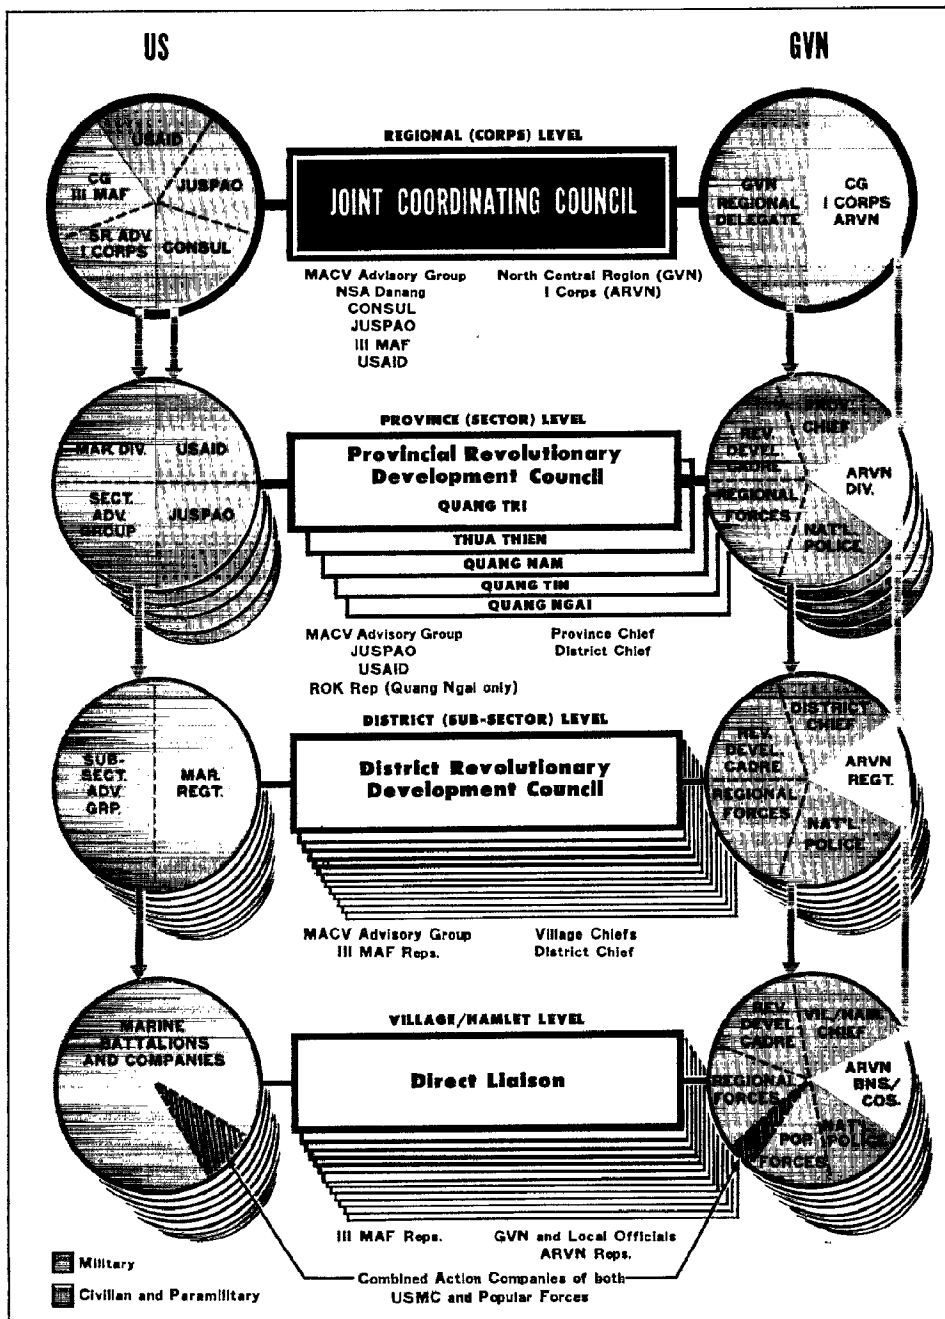 US
GVN
REGIONAL (CORPS) LEVEL
JOINT COORDINATING COUNCIL
USAID
CG
III MAF
JUSPAO
SR. ADV.
I CORPS
CONSUL
GVN
REGIONAL
DELEGATE
CG
I CORPS
ARVN
MACV Advisory Group
NSA Danang
CONSUL
JUSPAO
III MAF
USAID
North Central Region (GVN)
I Corps (ARVN)
PROVINCE (SECTOR) LEVEL
Provincial Revolutionary
Development Council
QUANG TRI
THUA THIEN
QUANG NAM
QUANG TIN
QUANG NGAI
MAR. DIV.
USAID
SECT.
ADV.
GROUP
JUSPAO
PROV.
CHIEF
REV.
DEVEL.
CADRE
ARVN
DIV.
REGIONAL
FORCES
NAT'L
POLICE
MACV Advisory Group
JUSPAO
USAID
ROK Rep (Quang Ngai only)
Province Chief
District Chief
DISTRICT (SUB-SECTOR) LEVEL
District Revolutionary
Development Council
SUB-
SECT.
ADV.
GRP.
MAR.
REGT.
DISTRICT
CHIEF
REV.
DEVEL.
CADRE
ARVN
REGT.
REGIONAL
FORCES
NAT'L.
POLICE
MACV Advisory Group
III MAF Reps.
Village Chiefs
District Chief
VILLAGE/HAMLET LEVEL
Direct Liaison
MARINE
BATTALIONS
AND COMPANIES
REV.
DEVEL.
CADRE
VIL/HAM.
CHIEF
ARVN
BNS./
COS.
REGIONAL
FORCES
POP.
FORCES
NAT'L.
POLICE
III MAF Reps.
GVN and Local Officials
ARVN Reps.
Combined Action Companies of both
USMC and Popular Forces
Military
Civilian and Paramilitary